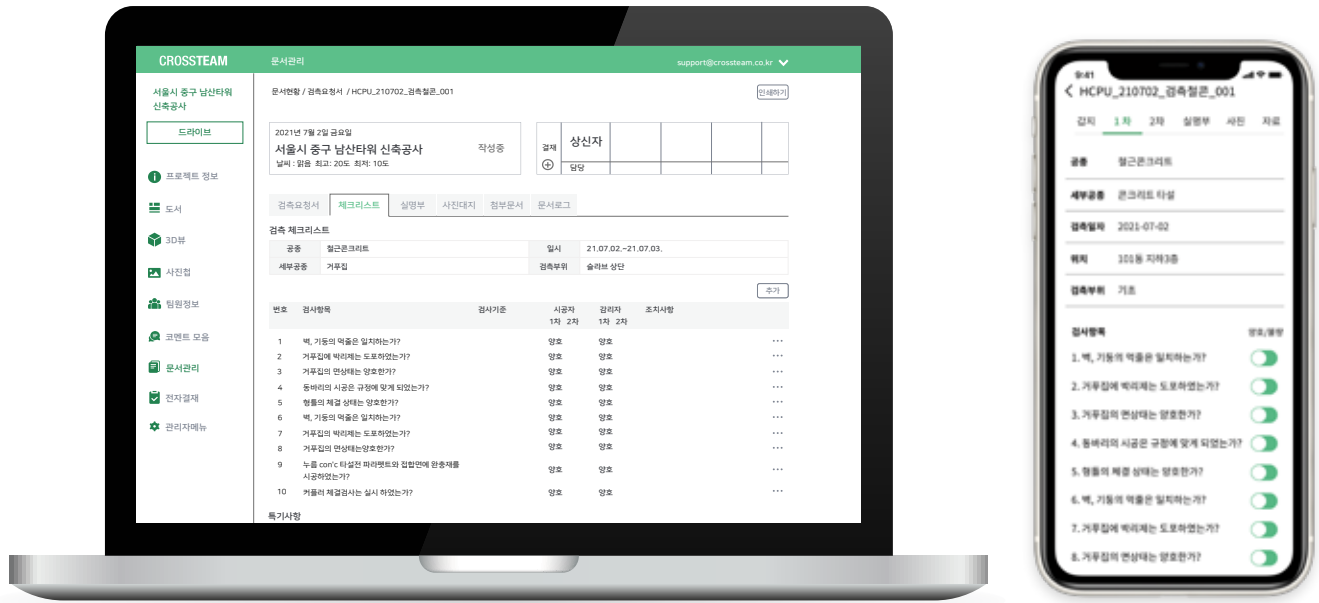 CROSSTEAM
문서관리
support@crossteam.co.kr
서울시 중구 남산타워
신축공사
드라이브
프로젝트 정보
도서
3D뷰
사진첩
팀원정보
코멘트 모음
문서관리
전자결재
관리자메뉴
문서현황 / 검측요청서 / HCPU_210702_검측철콘_001
인쇄하기
2021년 7월 2일 금요일
서울시 중구 남산타워 신축공사
작성중
날씨 : 맑음 최고: 20도 최저: 10도
결재
상신자
담당
검측요청서 체크리스트 실명부 사진대지 첨부문서 문서로그
검측 체크리스트
공종 철근콘크리트 일시 21.07.02.~21.07.03.
세부공종 거푸집 검측부위 슬라브 상단
추가
번호 검사항목 검사기준 시공자 감리자 조치사항
1차 2차 1차 2차
1 벽, 기둥의 먹줄은 일치하는가? 양호 양호 ...
2 거푸집에 박리제는 도포하였는가? 양호 양호 ...
3 거푸집의 면상태는 양호한가? 양호 양호 ...
4 동바리의 시공은 규정에 맞게 되었는가? 양호 양호 ...
5 형틀의 체결 상태는 양호한가? 양호 양호 ...
6 벽, 기둥의 먹줄은 일치하는가? 양호 양호 ...
7 거푸집의 박리제는 도포하였는가? 양호 양호 ...
8 거푸집의 면상태는양호한가? 양호 양호 ...
9 누름 con'c 타설전 파라펫트와 접합면에 완충재를
시공하였는가? 양호 양호 ...
10 커플러 체결검사는 실시 하였는가? 양호 양호 ...
특기사항
9:41
HCPU_210702_검측철콘_001
갑지 1차 2차 실명부 사진 자료
공종 철근콘크리트
세부공종 콘크리트 타설
검측일자 2021-07-02
위치 101동 지하3층
검측부위 기초
검사항목 양호/불량
1. 벽, 기둥의 먹줄은 일치하는가?
2. 거푸집에 박리제는 도포하였는가?
3. 거푸집의 면상태는 양호한가?
4. 동바리의 시공은 규정에 맞게 되었는가?
5. 형틀의 체결 상태는 양호한가?
6. 벽, 기둥의 먹줄은 일치하는가?
7. 거푸집에 박리제는 도포하였는가?
8. 거푸집의 면상태는 양호한가?